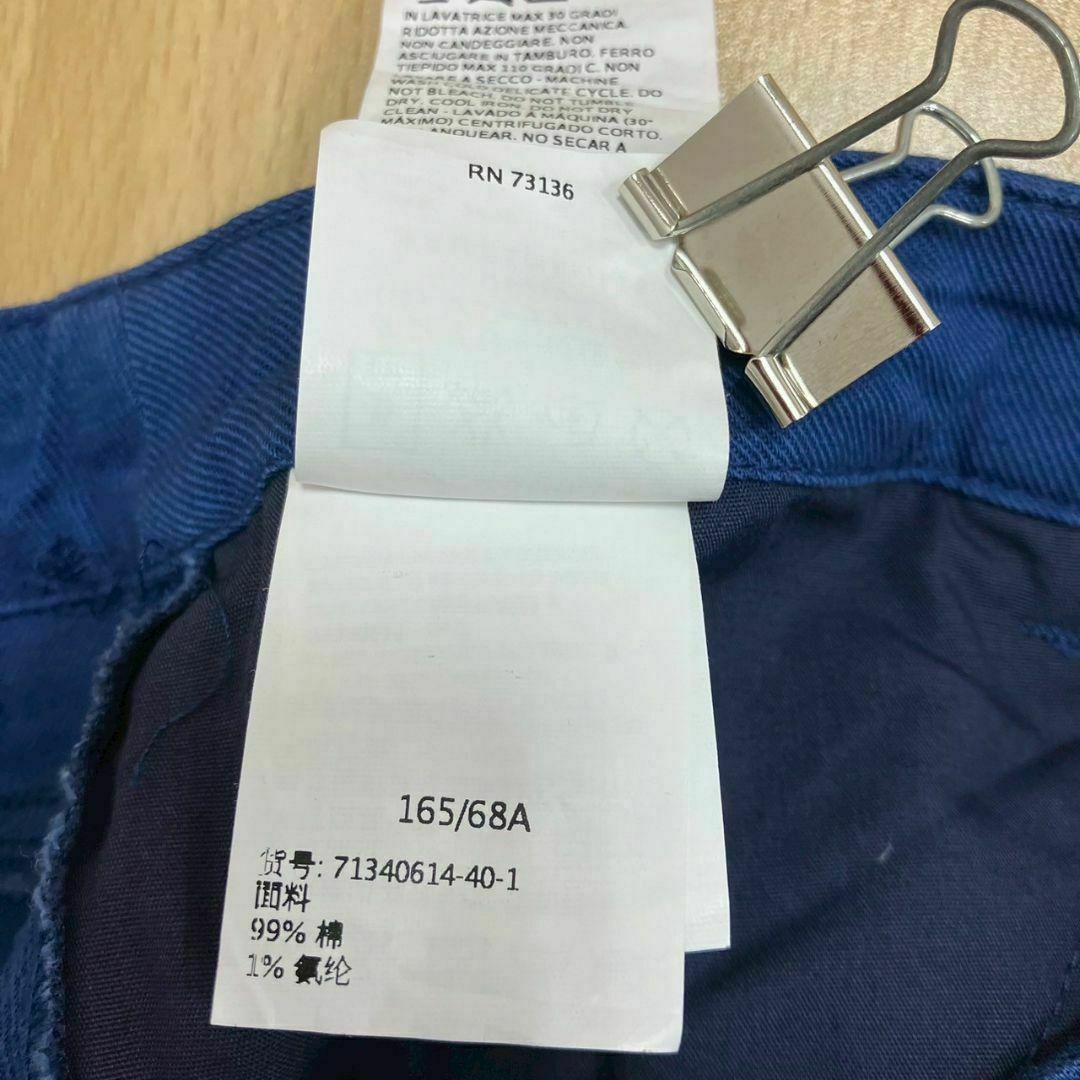 IN LAVATRICE MAX 30 GRADI
RIDOTTA AZIONE MECCANICA.
NON CANDEGGIARE. NON
ASCIUGARE IN TAMBURO. FERRO
TIEPIDO MAX 110 GRADI C. NON
A SECCO - MACHINE
WASH COLD DELICATE CYCLE. DO
NOT BLEACH. DO NOT TUMBLE
DRY. COOL IRON. DO NOT DRY
CLEAN - LAVADO A MÁQUINA (30°
MÁXIMO) CENTRIFUGADO CORTO.
NO SECAR A
RN 73136
165/68A
货号: 71340614-40-1
面料
99% 棉
1% 氨纶